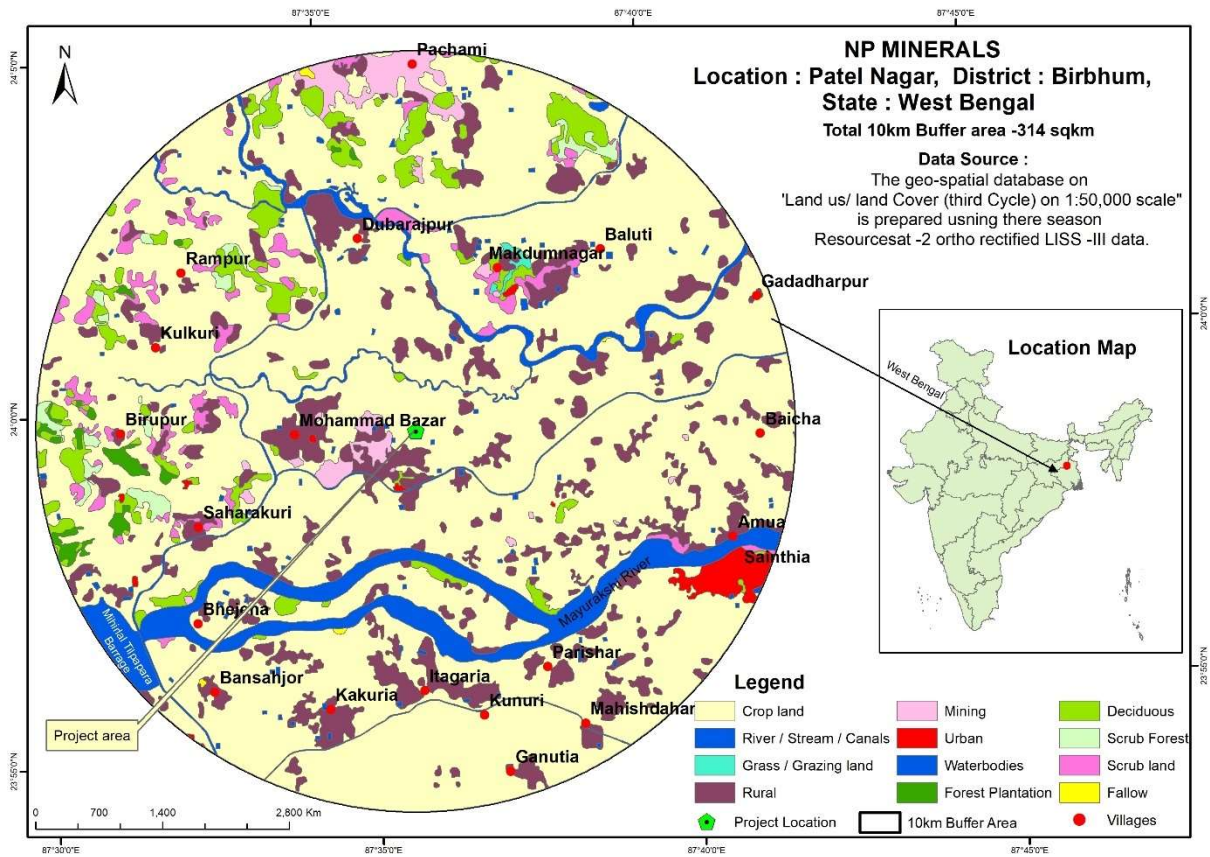 87°35'0"E
87°40'0"E
87°45'0"E
24°5'0"N
N
Pachami
NP MINERALS
Location : Patel Nagar, District : Birbhum,
State : West Bengal
Total 10km Buffer area -314 sqkm
Data Source :
The geo-spatial database on
'Land us/ land Cover (third Cycle) on 1:50,000 scale"
is prepared usning there season
Resourcesat -2 ortho rectified LISS -III data.
Dubarajpur
Baluti
Makdumnagar
Rampur
Gadadharpur
24°0'0"N
Kulkuri
Location Map
West Bengal
24°0'0"N
Birupur
Mohammad Bazar
Baicha
Saharakuri
Amua
Sainthia
Mayurakshi River
Bhejena
Mihirlal Tilpapara
Barrage
Parishar
23°55'0"N
Bansahjor
Itagaria
Kakuria
Kunuri
Mahishdahar
Project area
Ganutia
23°55'0"N
Legend
Crop land
Mining
Deciduous
River / Stream / Canals
Urban
Scrub Forest
Grass / Grazing land
Waterbodies
Scrub land
Rural
Forest Plantation
Fallow
Project Location
10km Buffer Area
Villages
0 700 1,400 2,800 Km
87°30'0"E
87°35'0"E
87°40'0"E
87°45'0"E